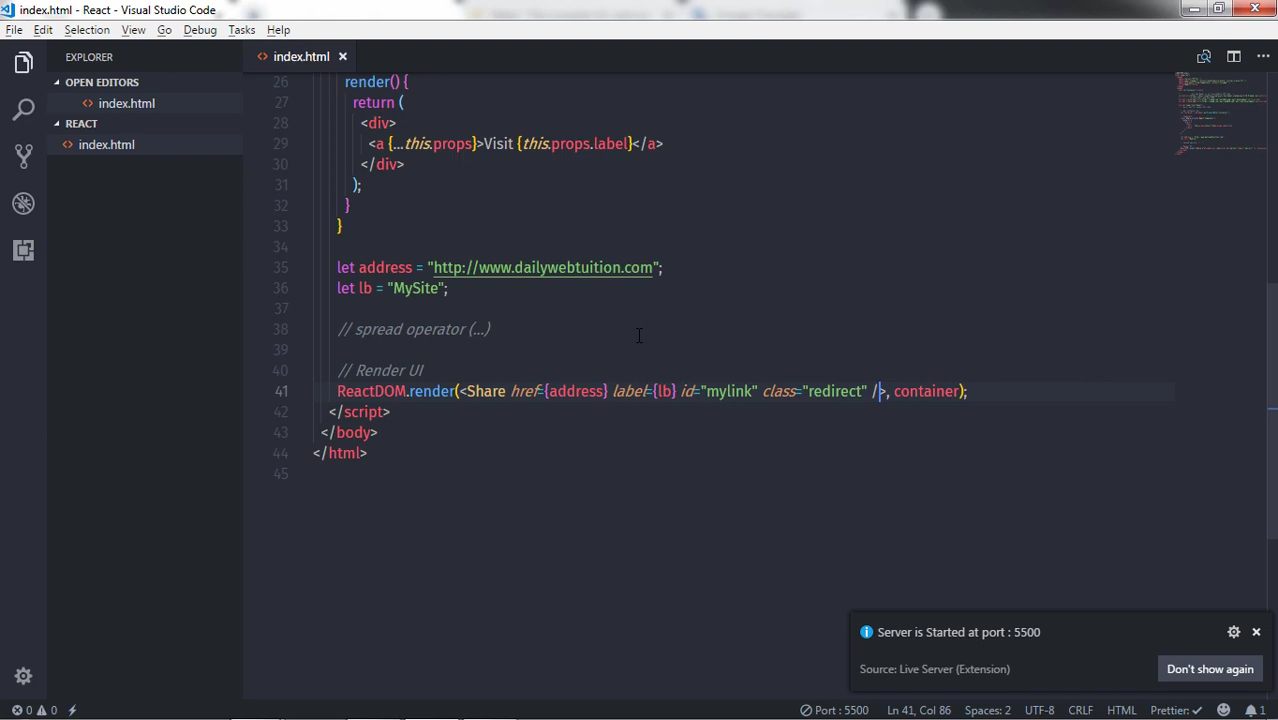 index.html - React - Visual Studio Code
File Edit Selection View Go Debug Tasks Help
EXPLORER
index.html
OPEN EDITORS
index.html
REACT
index.html
26 render() {
27 return (
28 <div>
29 <a {...this.props}>Visit {this.props.label}</a>
30 </div>
31 );
32 }
33 }
34
35 let address = "http://www.dailywebtuition.com";
36 let lb = "MySite";
37
38 // spread operator (...)
39
40 // Render UI
41 ReactDOM.render(<Share href={address} label={lb} id="mylink" class="redirect" />, container);
42 </script>
43 </body>
44 </html>
45
Server is Started at port : 5500
Source: Live Server (Extension)
Don't show again
0 0 Port : 5500 Ln 41, Col 86 Spaces: 2 UTF-8 CRLF HTML Prettier: ✓ 1